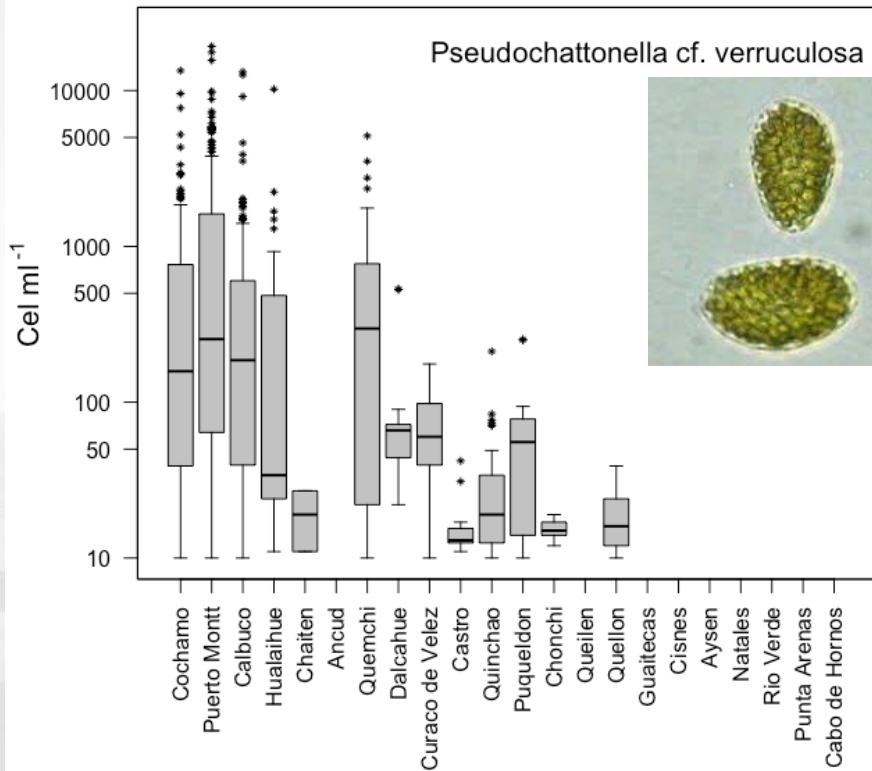 Pseudochattonella cf. verruculosa
Cel ml⁻¹
10000
5000
1000
500
100
50
10
Cochamo
Puerto Montt
Calbuco
Hualaihue
Chaiten
Ancud
Quemchi
Dalcahue
Curaco de Velez
Castro
Quinchao
Puqueldon
Chonchi
Queilen
Quellon
Guaitecas
Cisnes
Aysen
Natales
Rio Verde
Punta Arenas
Cabo de Hornos